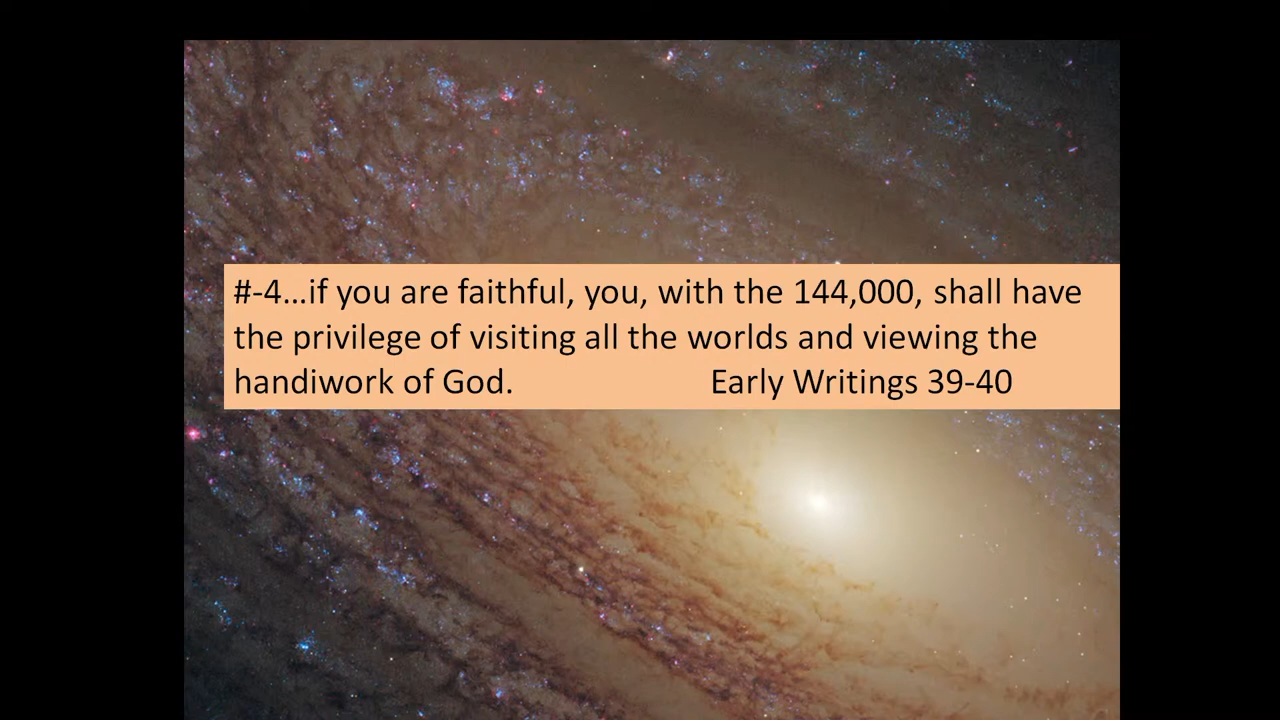 #-4…if you are faithful, you, with the 144,000, shall have
the privilege of visiting all the worlds and viewing the
handiwork of God. Early Writings 39-40